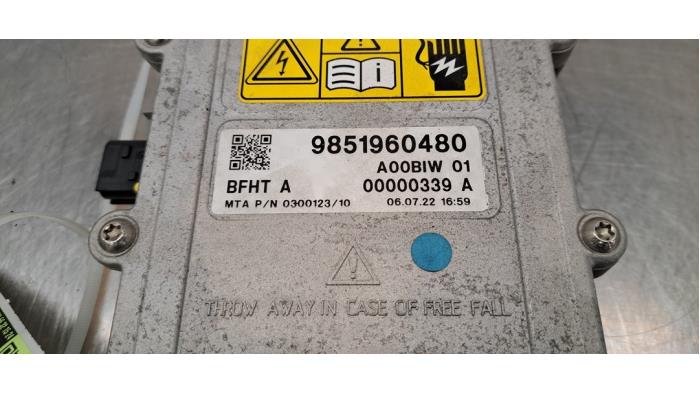 9851960480
A00BIW 01
BFHT A 00000339 A
MTA P/N 0300123/10 06.07.22 16:59
THROW AWAY IN CASE OF FREE FALL